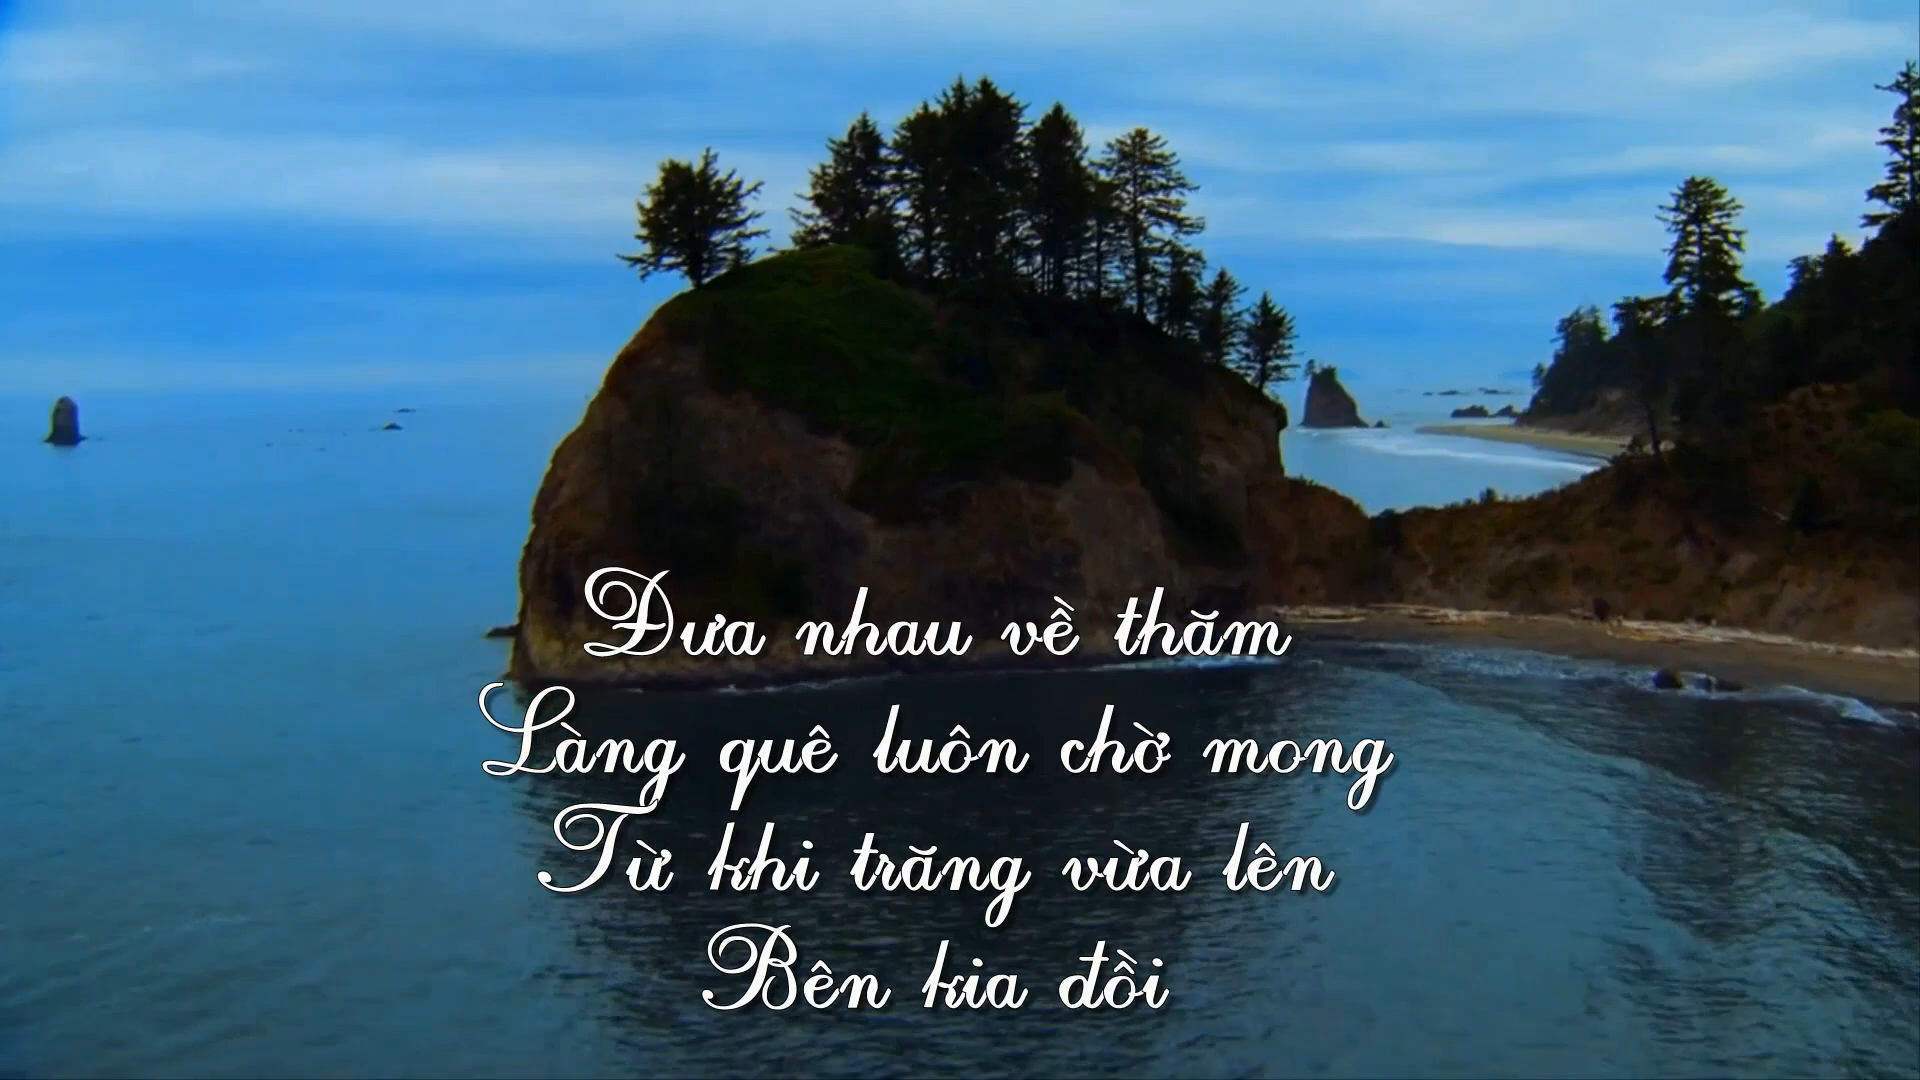 Đưa nhau về thăm
Làng quê luôn chờ mong
Từ khi trăng vừa lên
Bên kia đồi